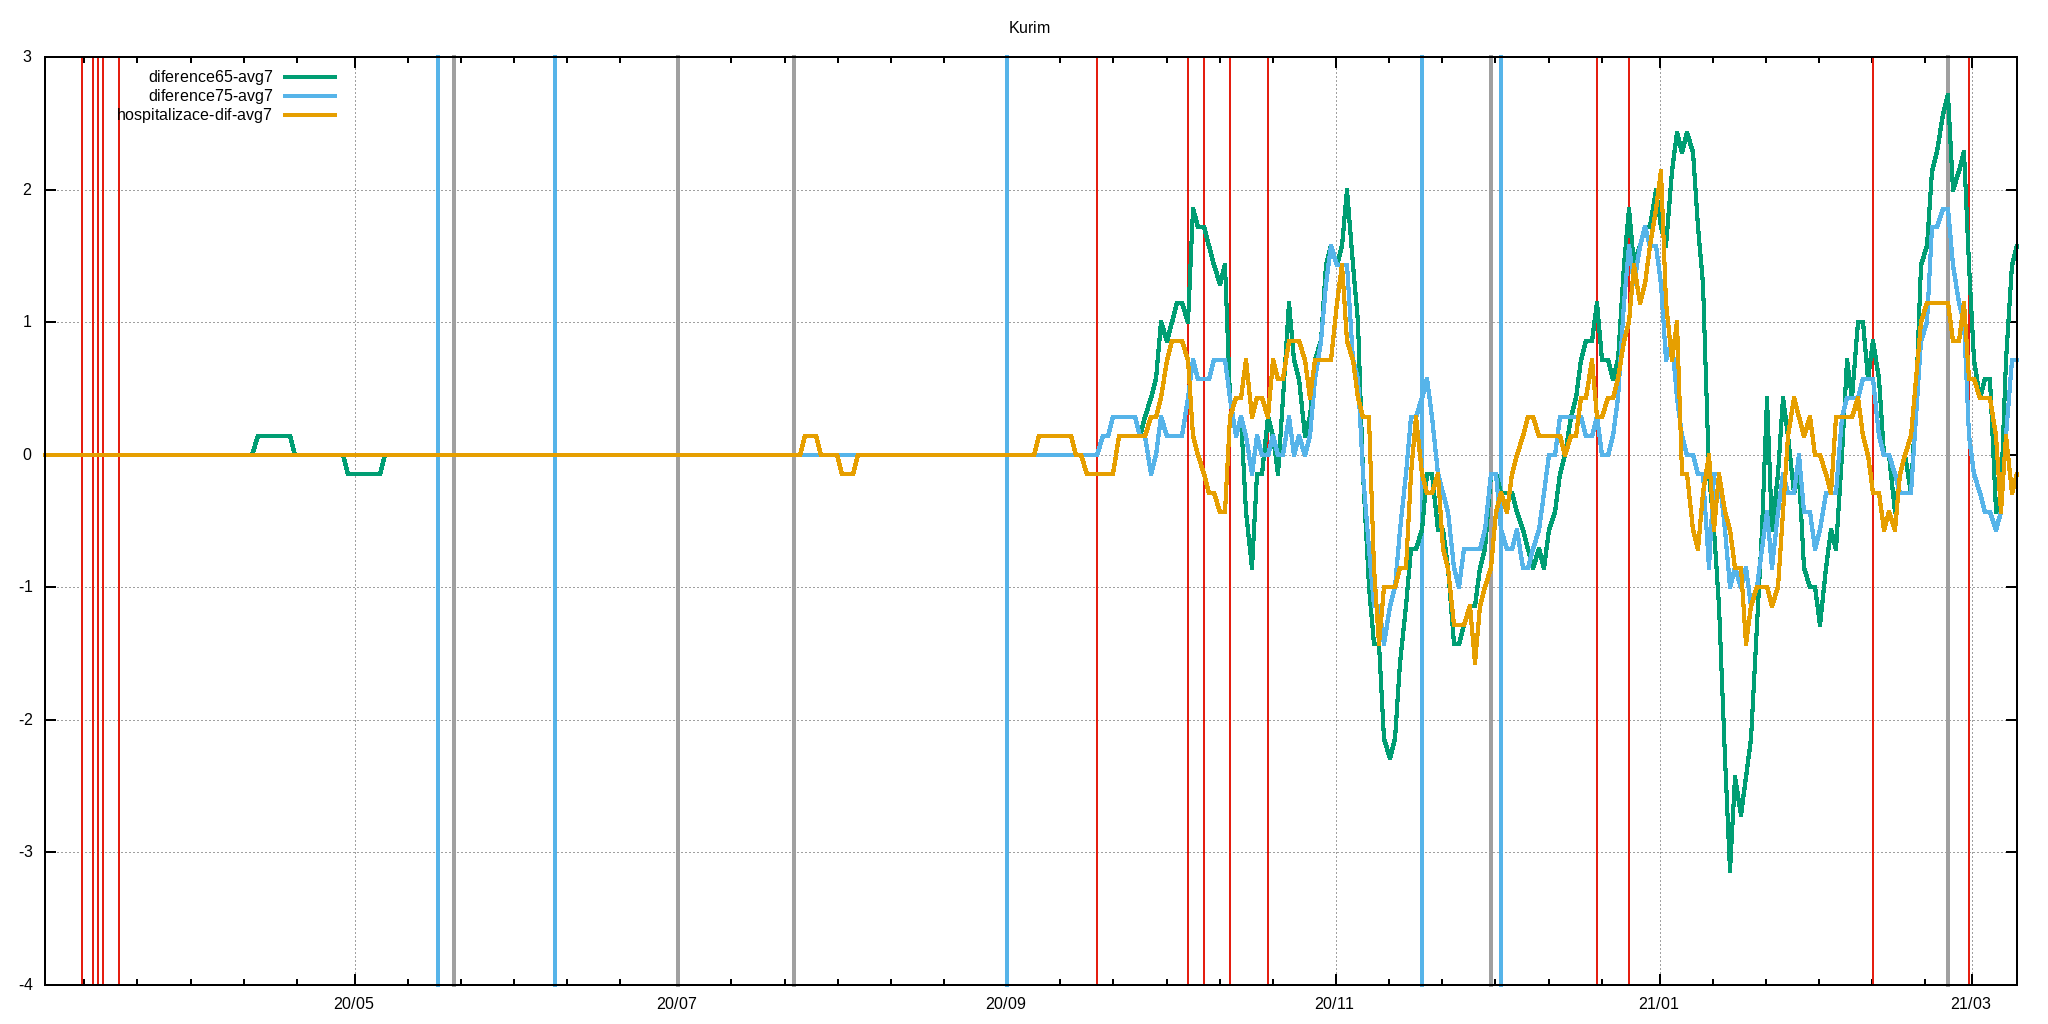 Kurim
diference65-avg7
diference75-avg7
hospitalizace-dif-avg7
3
2
1
0
-1
-2
-3
-4
20/05 20/07 20/09 20/11 21/01 21/03